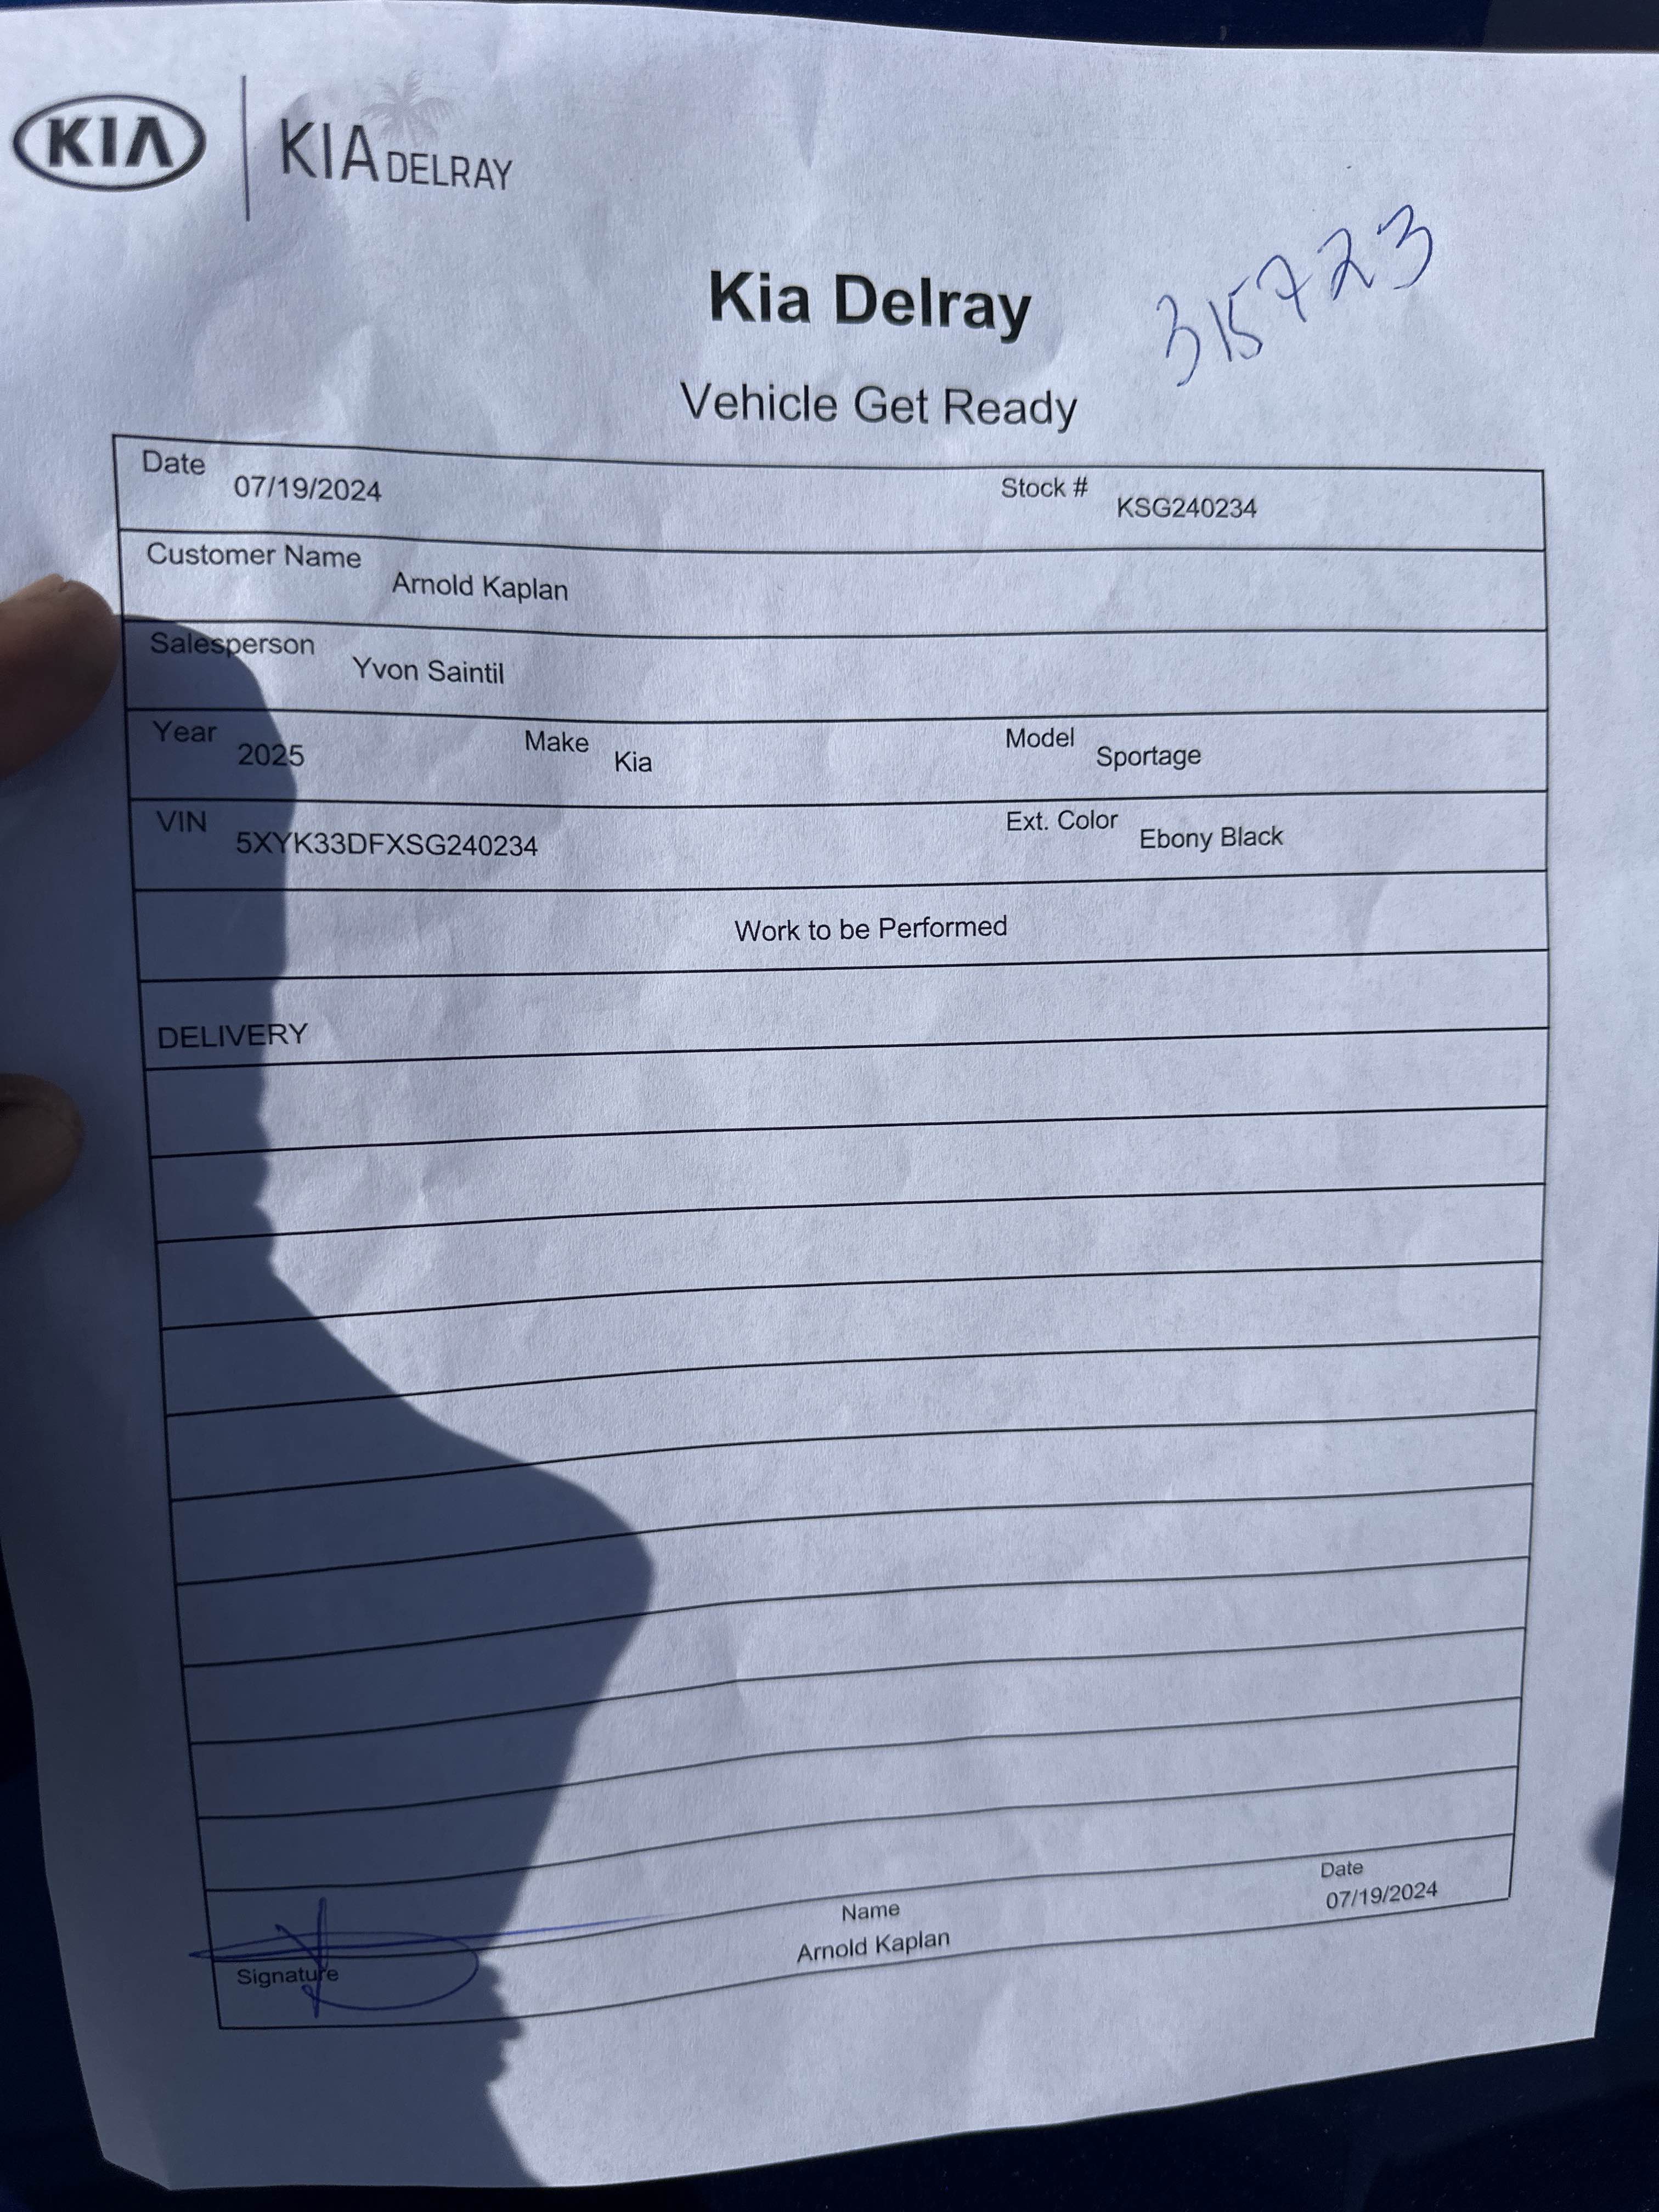 KIA KIA DELRAY
315723
Kia Delray
Vehicle Get Ready
Date 07/19/2024 Stock # KSG240234
Customer Name Arnold Kaplan
Salesperson Yvon Saintil
Year 2025 Make Kia Model Sportage
VIN 5XYK33DFXSG240234 Ext. Color Ebony Black
Work to be Performed
DELIVERY
Signature Name Arnold Kaplan Date 07/19/2024